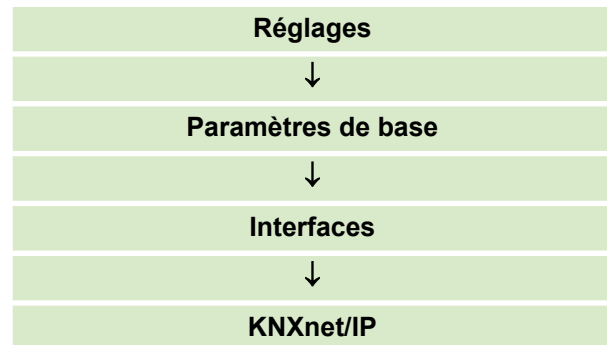 Réglages
↓
Paramètres de base
↓
Interfaces
↓
KNXnet/IP